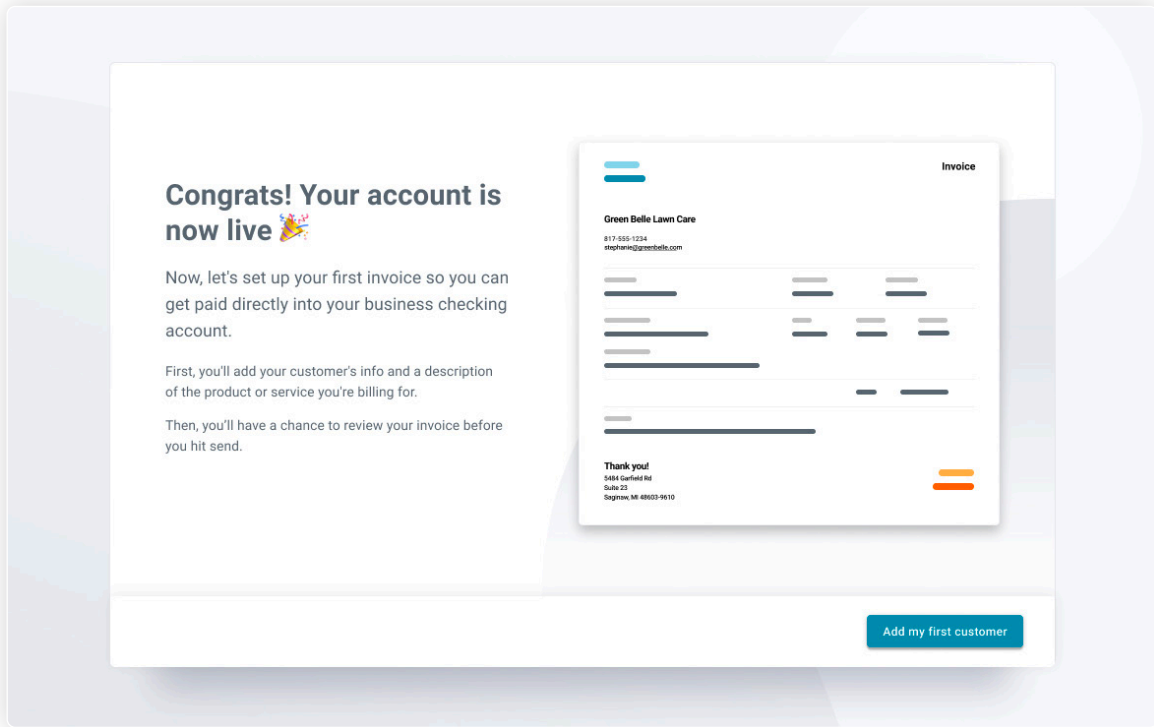 Congrats! Your account is
now live 🎉
Now, let's set up your first invoice so you can
get paid directly into your business checking
account.
First, you'll add your customer's info and a description
of the product or service you're billing for.
Then, you'll have a chance to review your invoice before
you hit send.
Invoice
Green Belle Lawn Care
817-555-1234
stephanie@greenbelle.com
Thank you!
5484 Garfield Rd
Suite 23
Saginaw, MI 48603-9610
Add my first customer